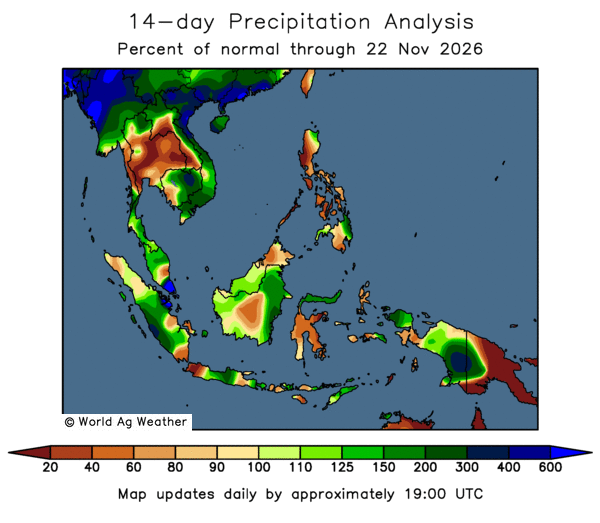 14-day Precipitation Analysis
Percent of normal through 22 Nov 2026
© World Ag Weather
20 40 60 80 90 100 110 125 150 200 300 400 600
Map updates daily by approximately 19:00 UTC